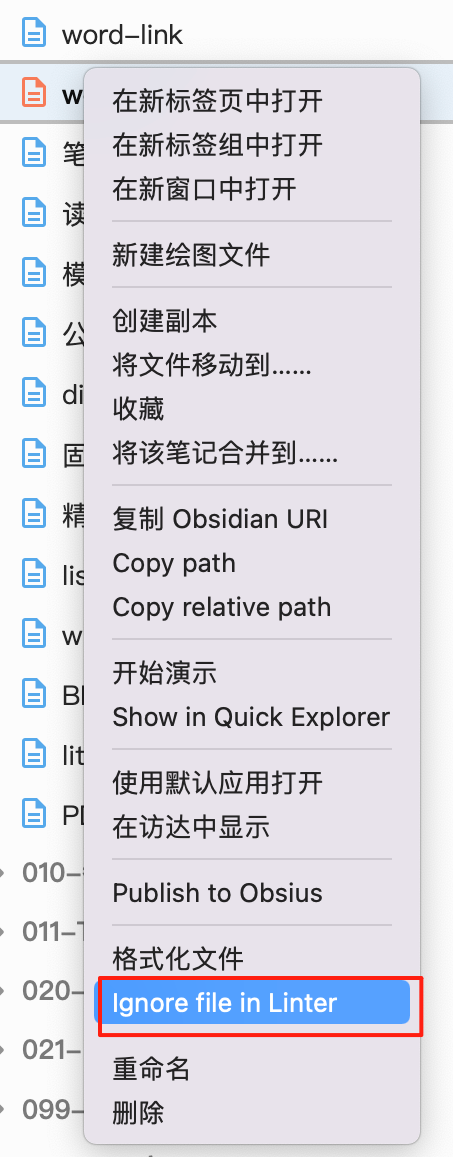 word-link
w
在新标签页中打开
在新标签组中打开
在新窗口中打开
新建绘图文件
创建副本
将文件移动到……
收藏
将该笔记合并到……
复制 Obsidian URI
Copy path
Copy relative path
开始演示
Show in Quick Explorer
使用默认应用打开
在访达中显示
Publish to Obsius
格式化文件
Ignore file in Linter
重命名
删除
笔
读
模
公
di
固
精
lis
w
Bl
lit
010-
011-
020-
021-
099-